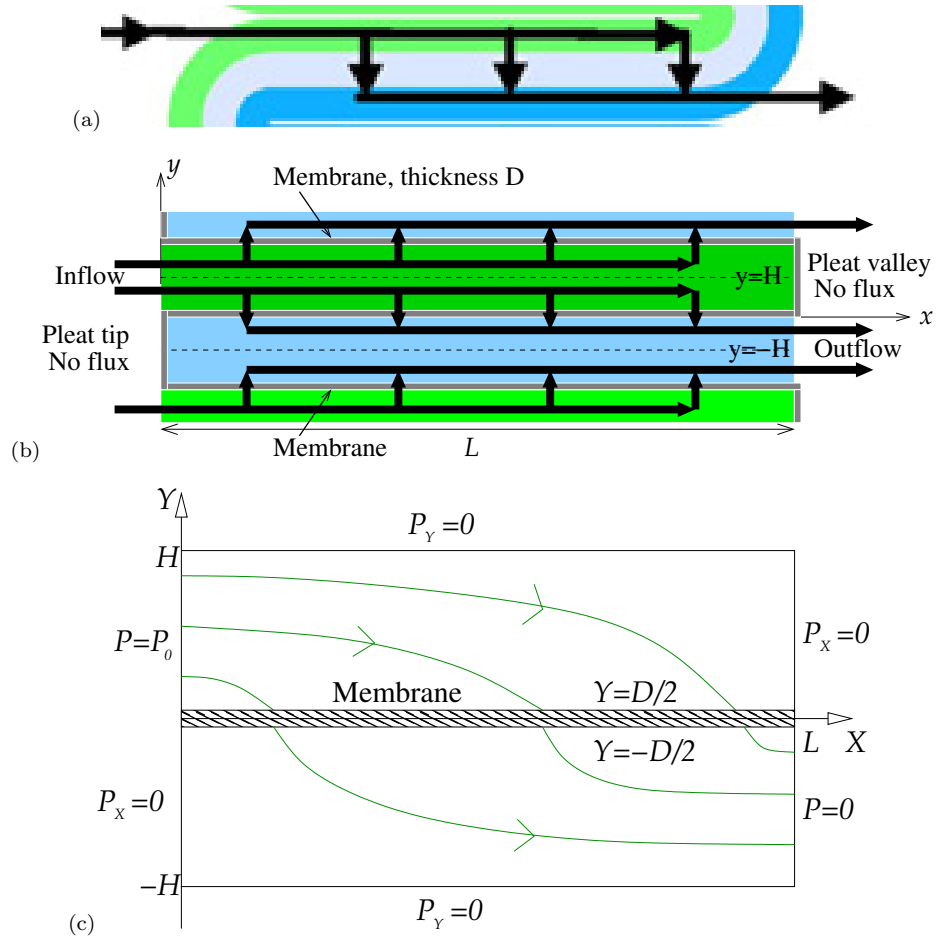 (a)
y
Membrane, thickness D
Inflow
y=H
Pleat valley
No flux
x
Pleat tip
No flux
y=−H
Outflow
(b)
Membrane
L
Y
P_Y =0
H
P=P_0
P_X =0
Membrane
Y=D/2
L
X
Y=−D/2
P_X =0
P=0
−H
P_Y =0
(c)